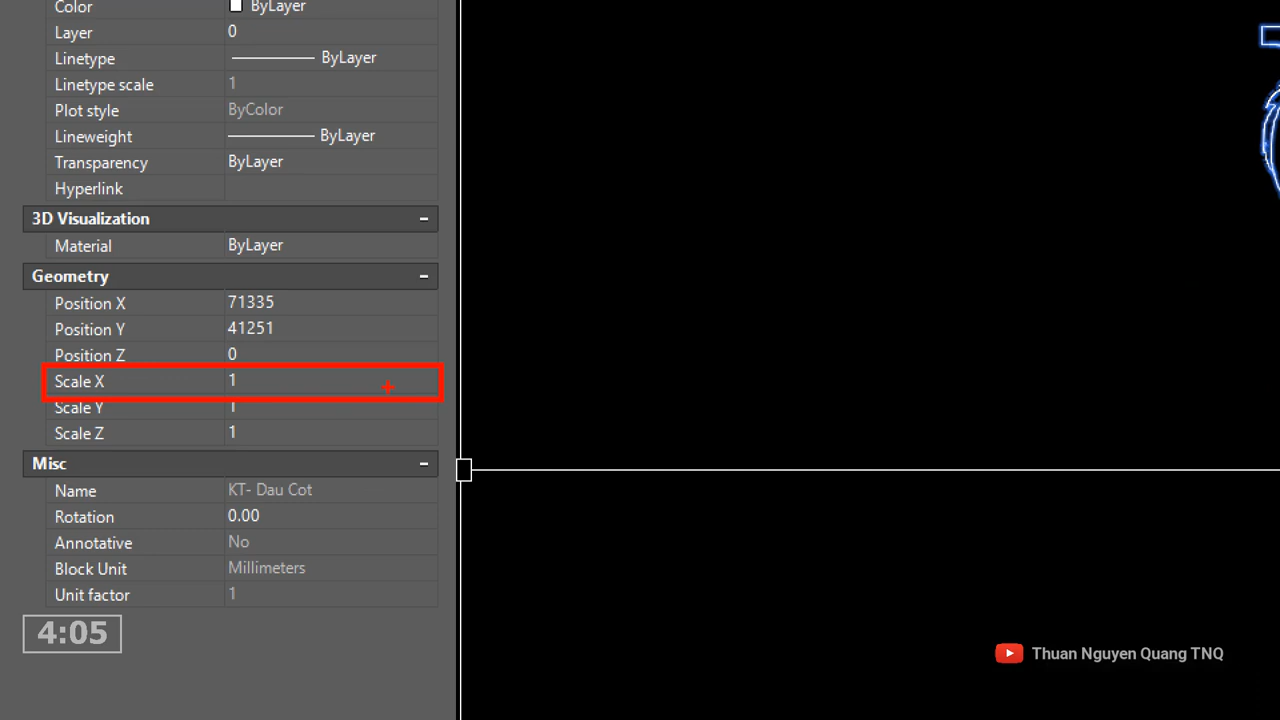 Color ByLayer
Layer 0
Linetype ByLayer
Linetype scale 1
Plot style ByColor
Lineweight ByLayer
Transparency ByLayer
Hyperlink
3D Visualization
Material ByLayer
Geometry
Position X 71335
Position Y 41251
Position Z 0
Scale X 1
Scale Y 1
Scale Z 1
Misc
Name KT- Dau Cot
Rotation 0.00
Annotative No
Block Unit Millimeters
Unit factor 1
4:05
Thuan Nguyen Quang TNQ